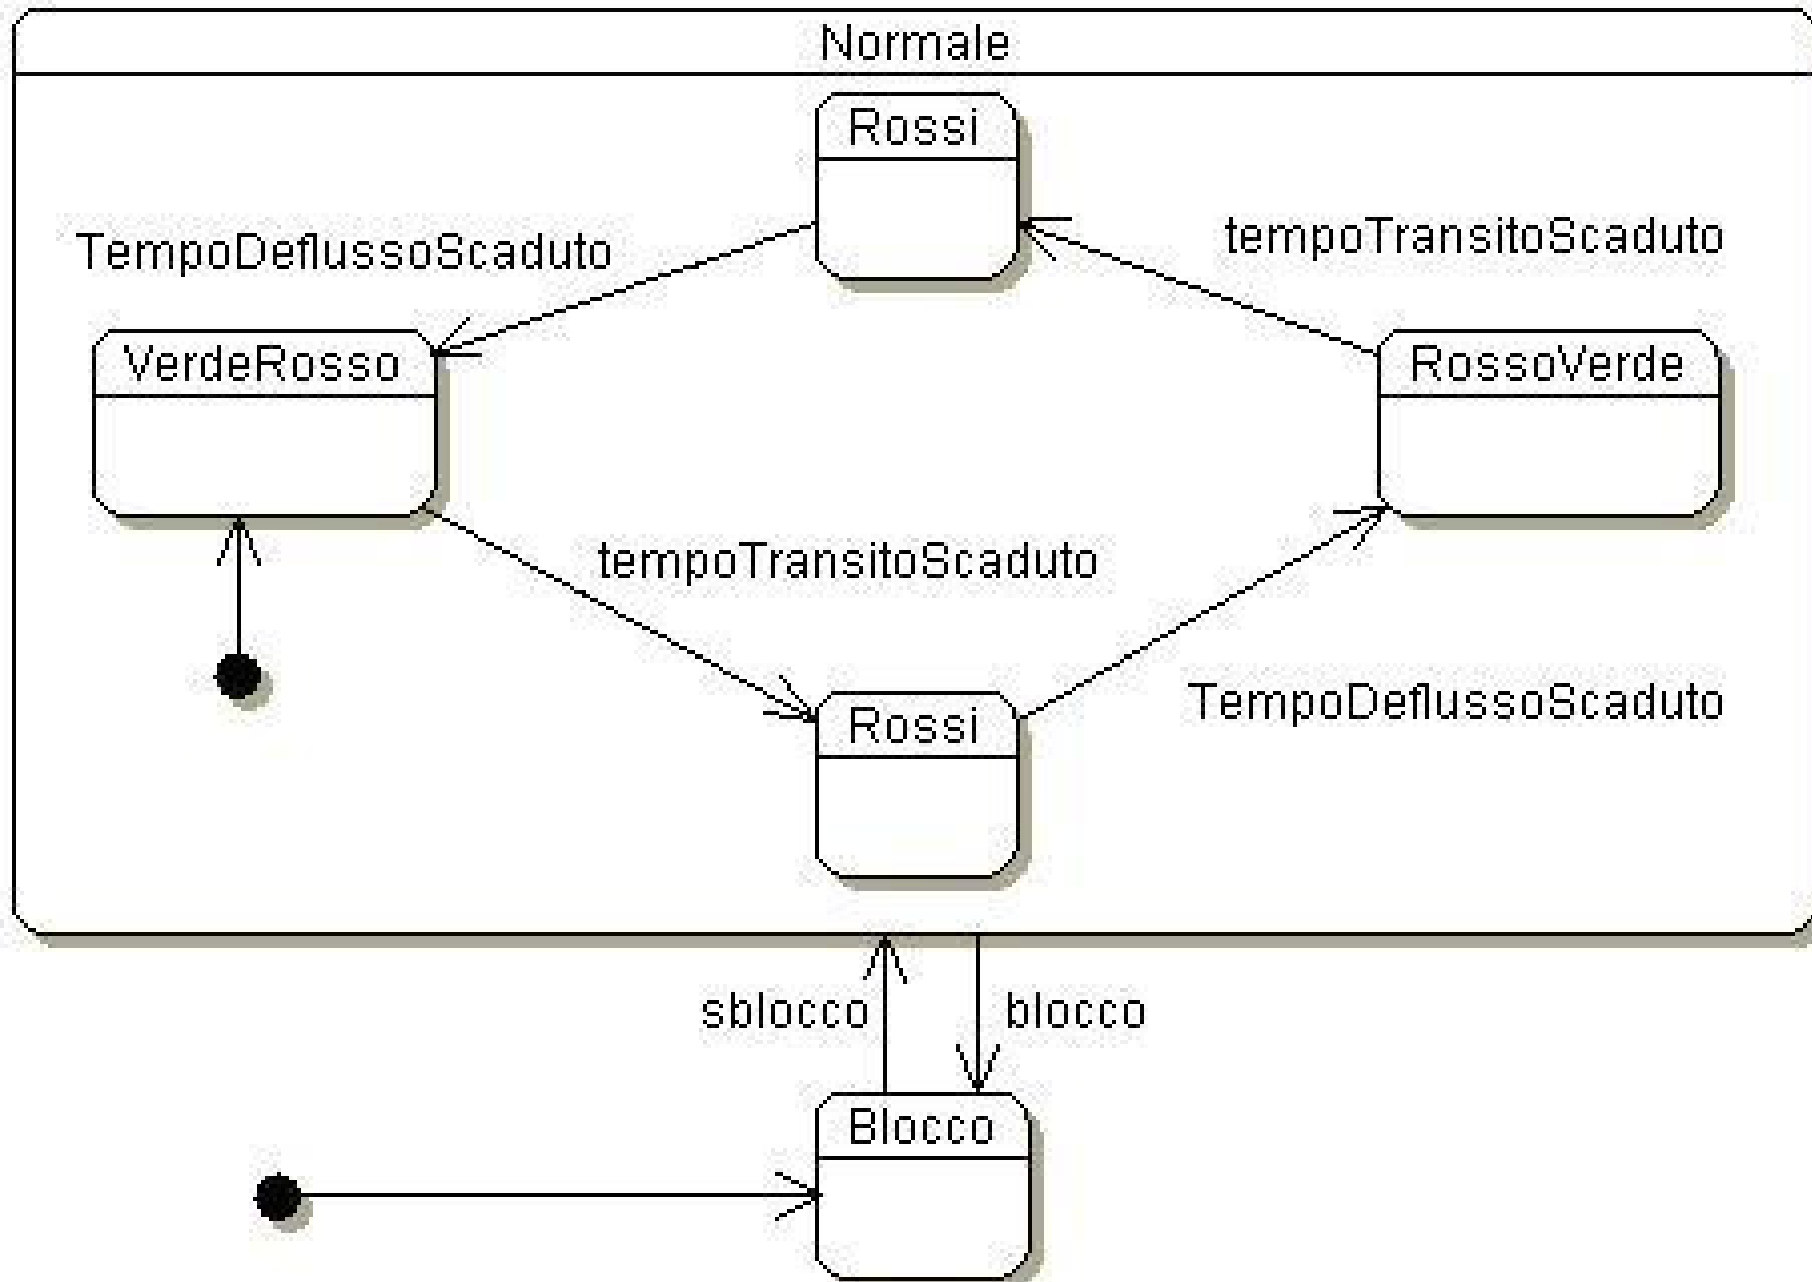 Normale
Rossi
TempoDeflussoScaduto
tempoTransitoScaduto
VerdeRosso
RossoVerde
tempoTransitoScaduto
TempoDeflussoScaduto
Rossi
sblocco
blocco
Blocco